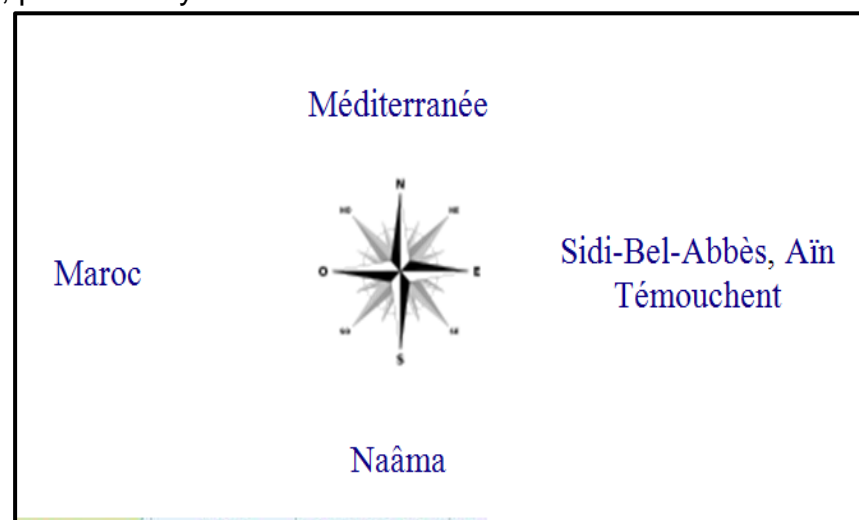 Méditerranée
N
Maroc
O
E
Sidi-Bel-Abbès, Aïn
Témouchent
S
Naâma